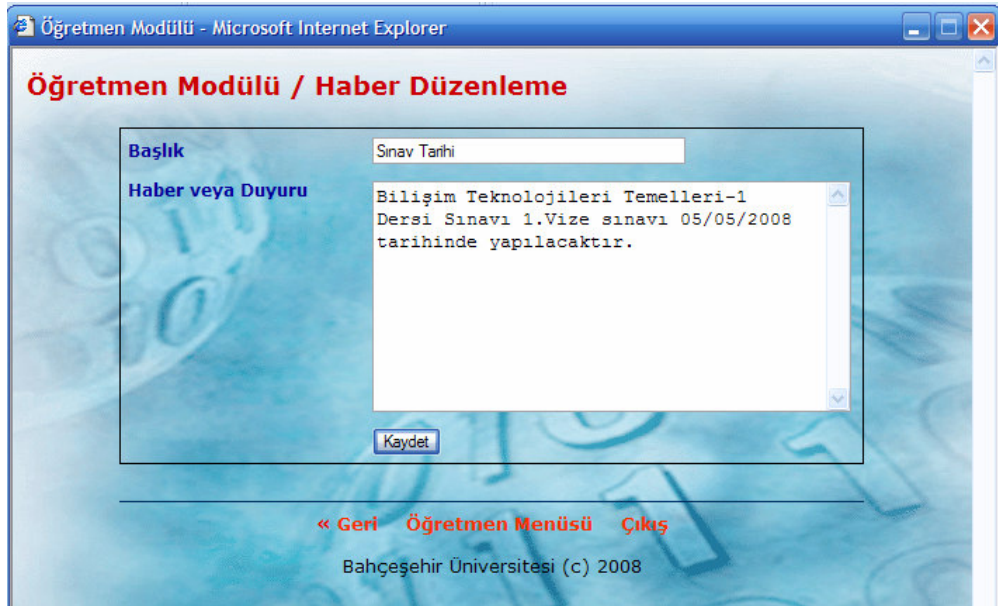 Öğretmen Modülü - Microsoft Internet Explorer
Öğretmen Modülü / Haber Düzenleme
Başlık
Sınav Tarihi
Haber veya Duyuru
Bilişim Teknolojileri Temelleri-1
Dersi Sınavı 1.Vize sınavı 05/05/2008
tarihinde yapılacaktır.
Kaydet
« Geri Öğretmen Menüsü Çıkış
Bahçeşehir Üniversitesi (c) 2008